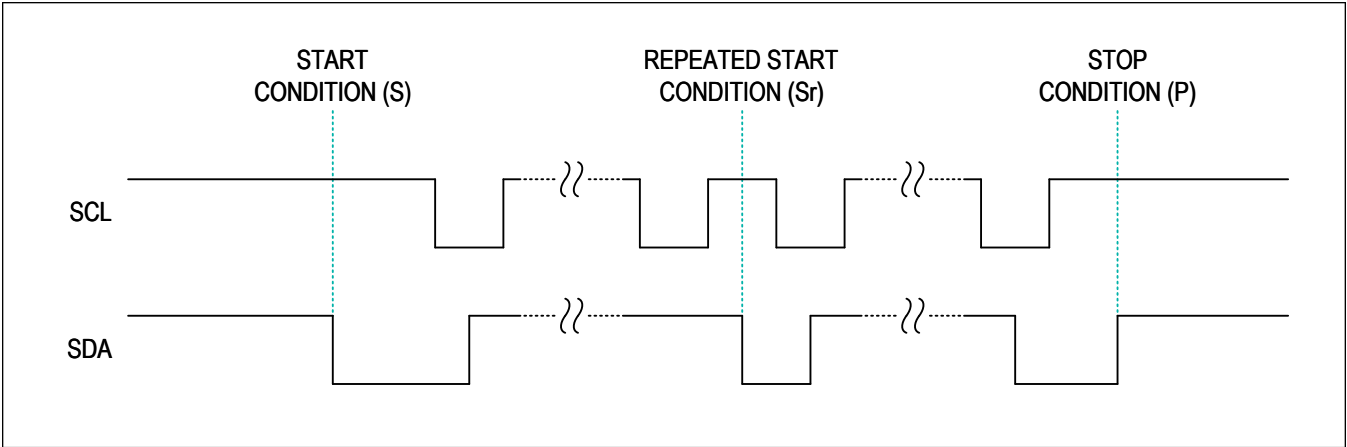 START
CONDITION (S)
REPEATED START
CONDITION (Sr)
STOP
CONDITION (P)
SCL
SDA